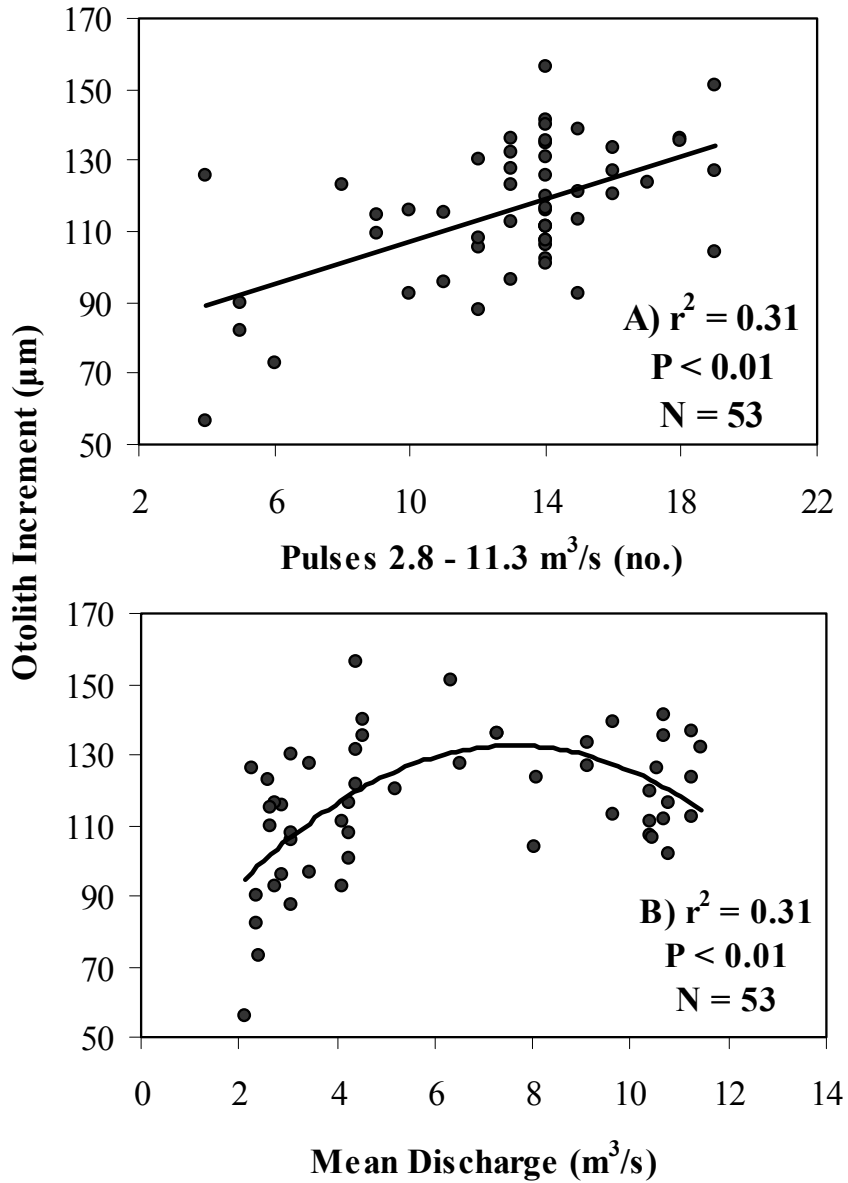 170
150
130
110
90
70
50
A) r² = 0.31
P < 0.01
N = 53
2 6 10 14 18 22
Pulses 2.8 - 11.3 m³/s (no.)
Otolith Increment (µm)
170
150
130
110
90
70
50
B) r² = 0.31
P < 0.01
N = 53
0 2 4 6 8 10 12 14
Mean Discharge (m³/s)